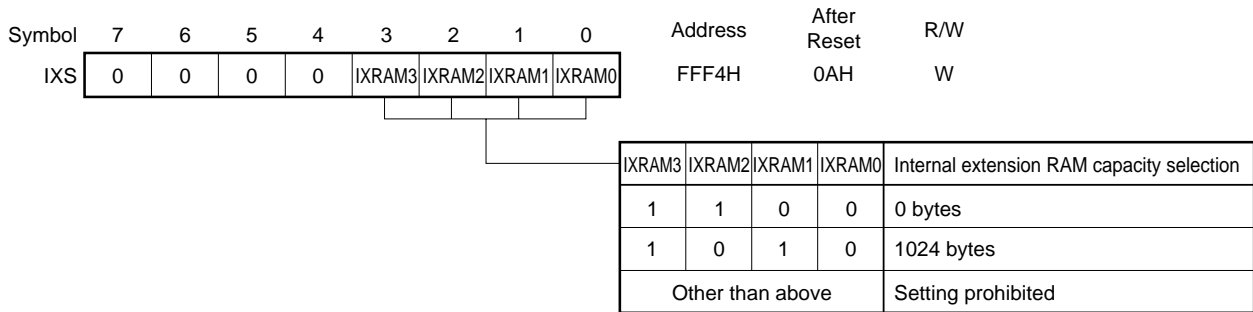 Symbol 7 6 5 4 3 2 1 0 Address After Reset R/W
IXS 0 0 0 0 IXRAM3 IXRAM2 IXRAM1 IXRAM0 FFF4H 0AH W
IXRAM3 IXRAM2 IXRAM1 IXRAM0 Internal extension RAM capacity selection
1 1 0 0 0 bytes
1 0 1 0 1024 bytes
Other than above Setting prohibited